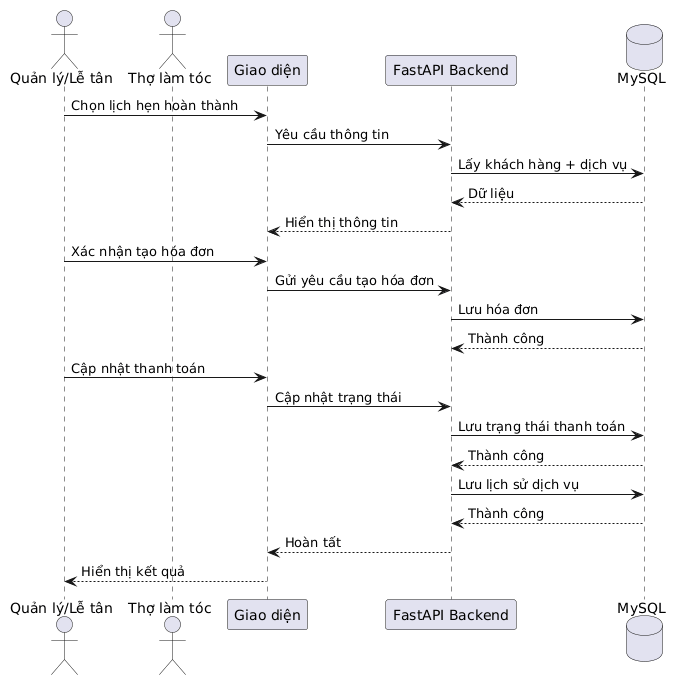 Quản lý/Lễ tân
Thợ làm tóc
Giao diện
FastAPI Backend
MySQL
Chọn lịch hẹn hoàn thành
Yêu cầu thông tin
Lấy khách hàng + dịch vụ
Dữ liệu
Hiển thị thông tin
Xác nhận tạo hóa đơn
Gửi yêu cầu tạo hóa đơn
Lưu hóa đơn
Thành công
Cập nhật thanh toán
Cập nhật trạng thái
Lưu trạng thái thanh toán
Thành công
Lưu lịch sử dịch vụ
Thành công
Hoàn tất
Hiển thị kết quả
Quản lý/Lễ tân
Thợ làm tóc
Giao diện
FastAPI Backend
MySQL